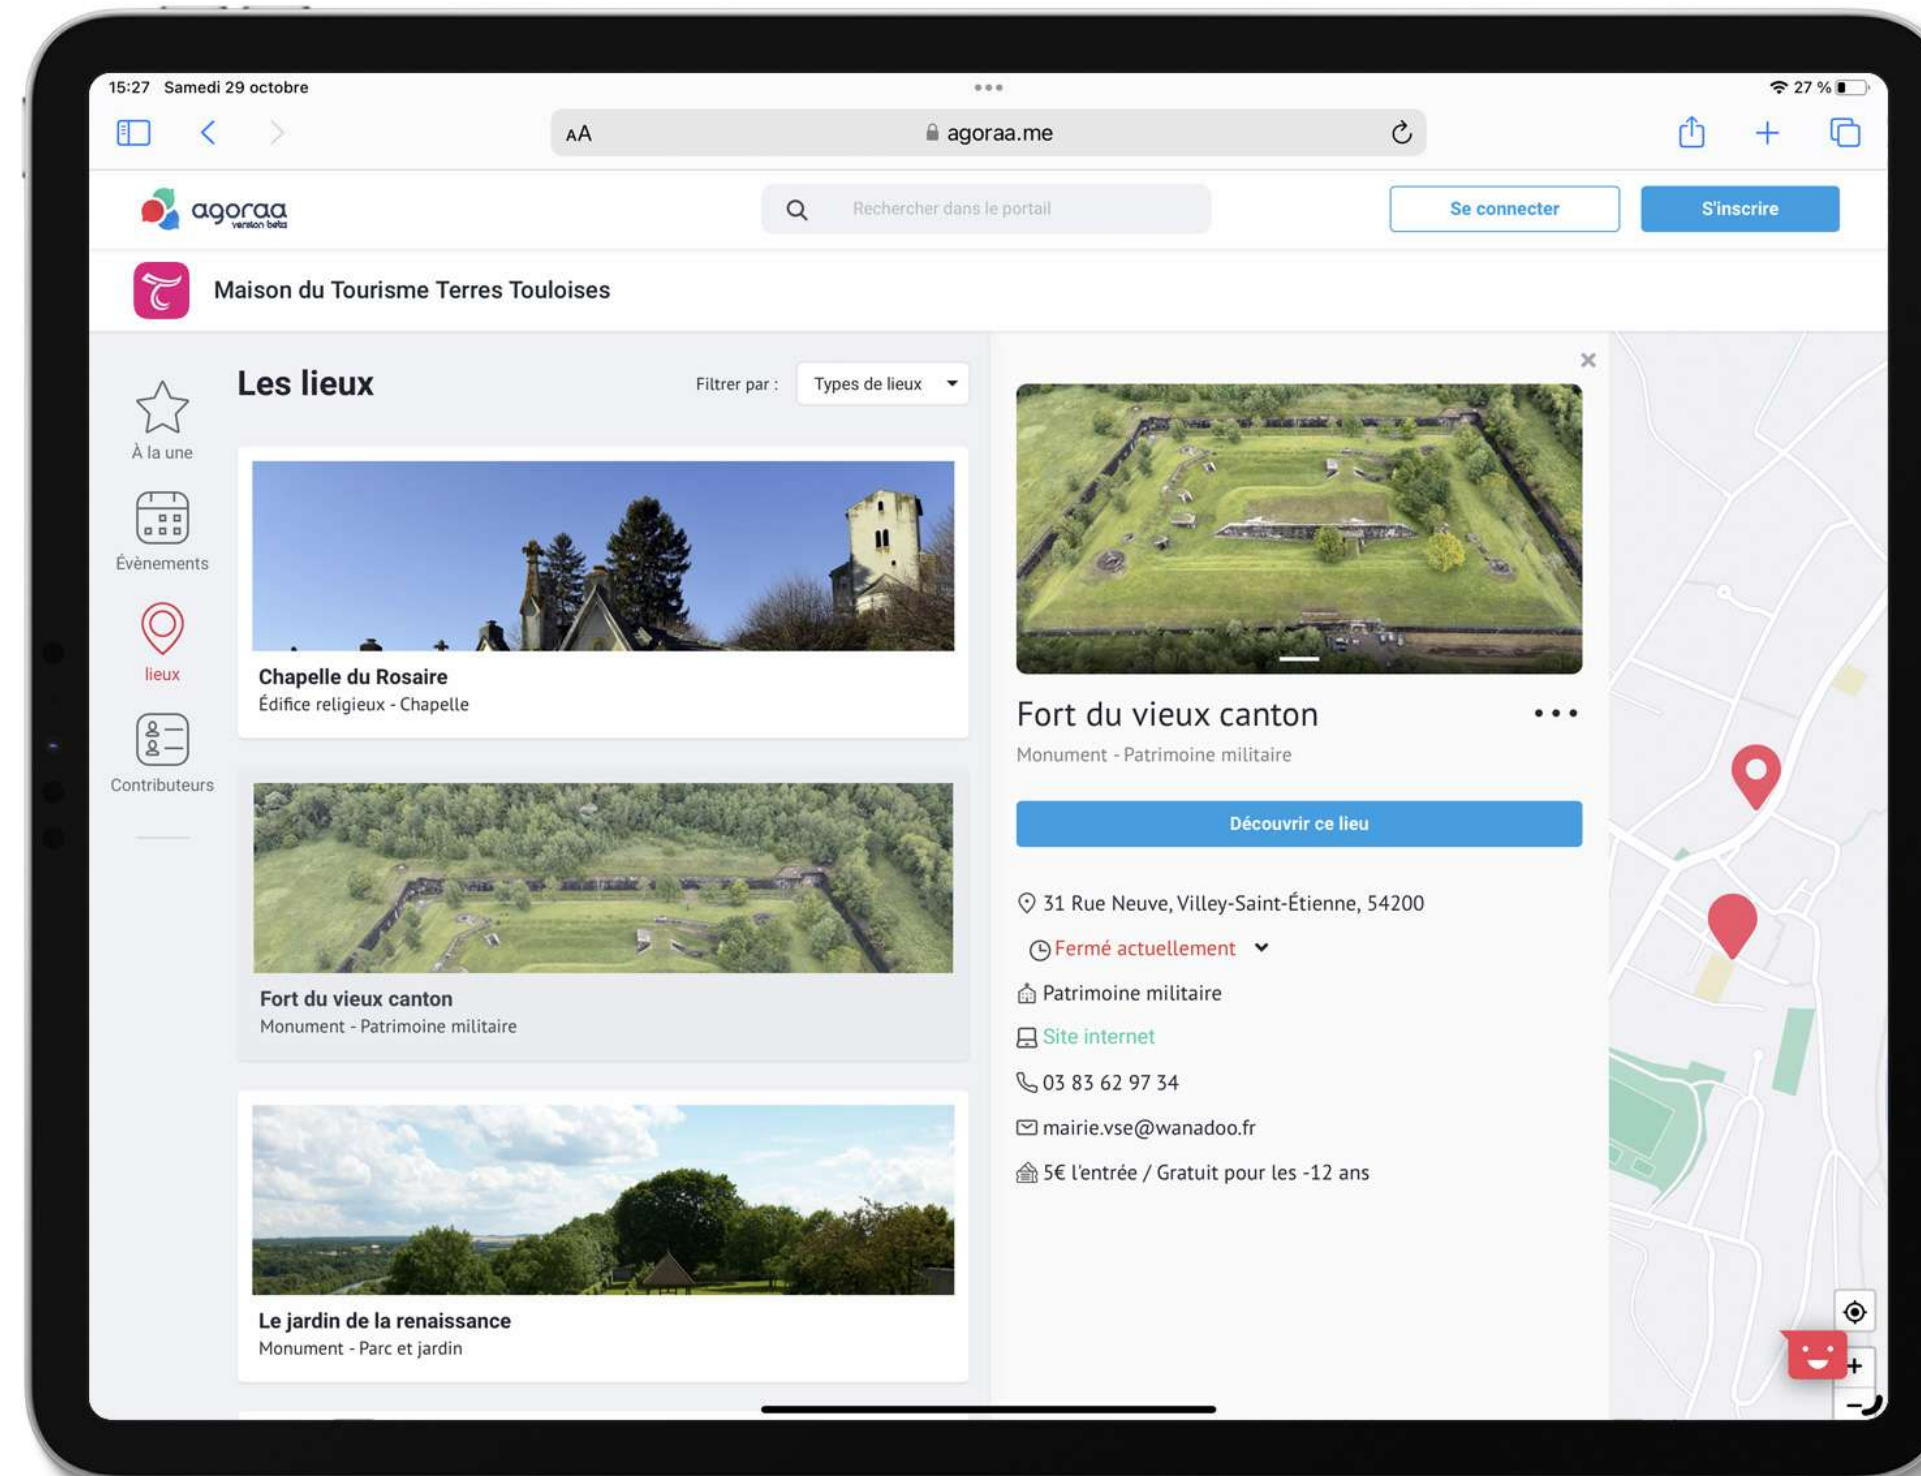 15:27 Samedi 29 octobre
27 %
AA
agoraa.me
agoraa
version beta
Rechercher dans le portail
Se connecter
S'inscrire
Maison du Tourisme Terres Touloises
À la une
Évènements
lieux
Contributeurs
Les lieux
Filtrer par :
Types de lieux
Chapelle du Rosaire
Édifice religieux - Chapelle
Fort du vieux canton
Monument - Patrimoine militaire
Le jardin de la renaissance
Monument - Parc et jardin
Fort du vieux canton
Monument - Patrimoine militaire
Découvrir ce lieu
31 Rue Neuve, Villey-Saint-Étienne, 54200
Fermé actuellement
Patrimoine militaire
Site internet
03 83 62 97 34
mairie.vse@wanadoo.fr
5€ l'entrée / Gratuit pour les -12 ans